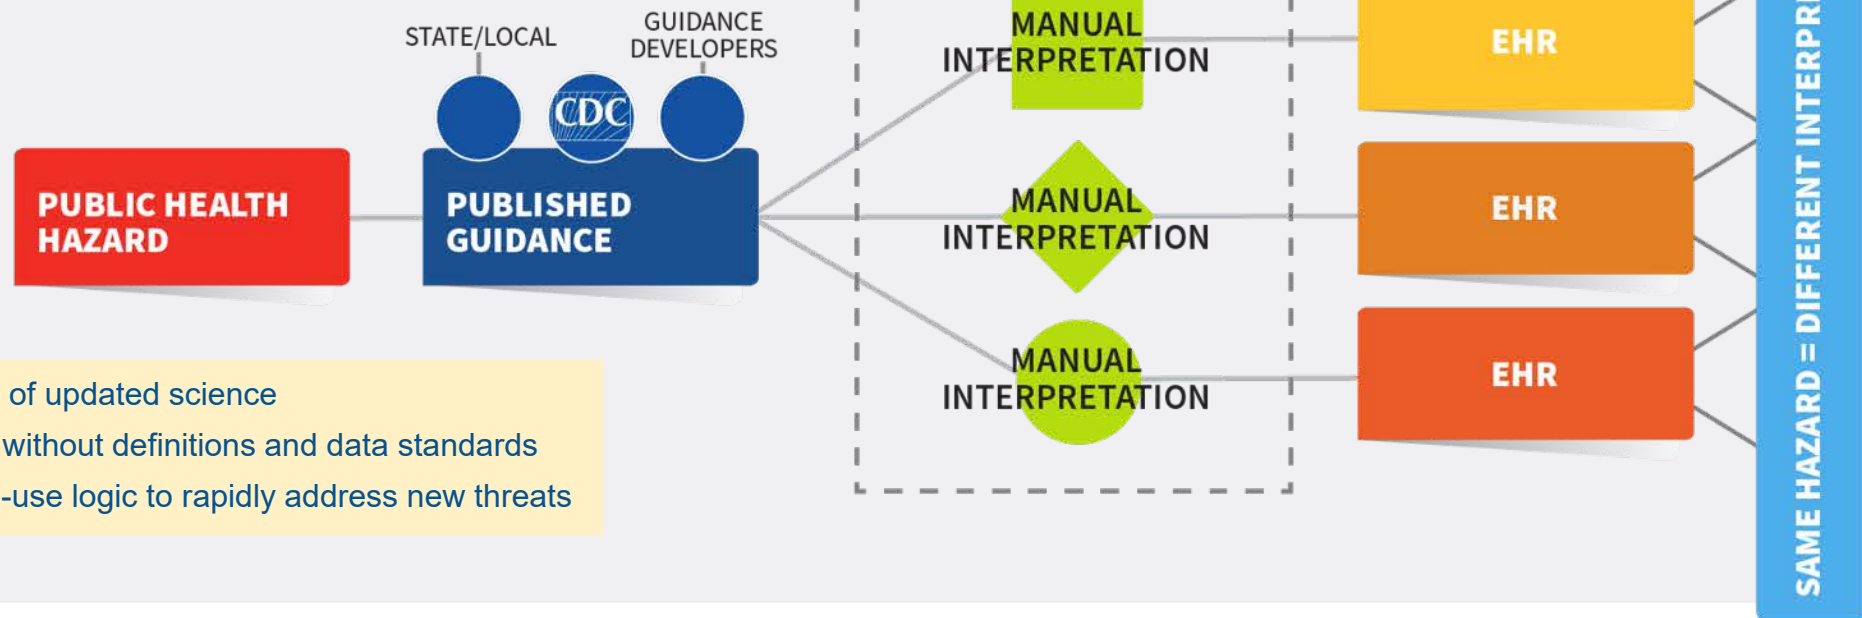 STATE/LOCAL
GUIDANCE
DEVELOPERS
CDC
PUBLIC HEALTH
HAZARD
PUBLISHED
GUIDANCE
MANUAL
INTERPRETATION
EHR
MANUAL
INTERPRETATION
EHR
MANUAL
INTERPRETATION
EHR
of updated science
without definitions and data standards
-use logic to rapidly address new threats
SAME HAZARD = DIFFERENT INTERPR